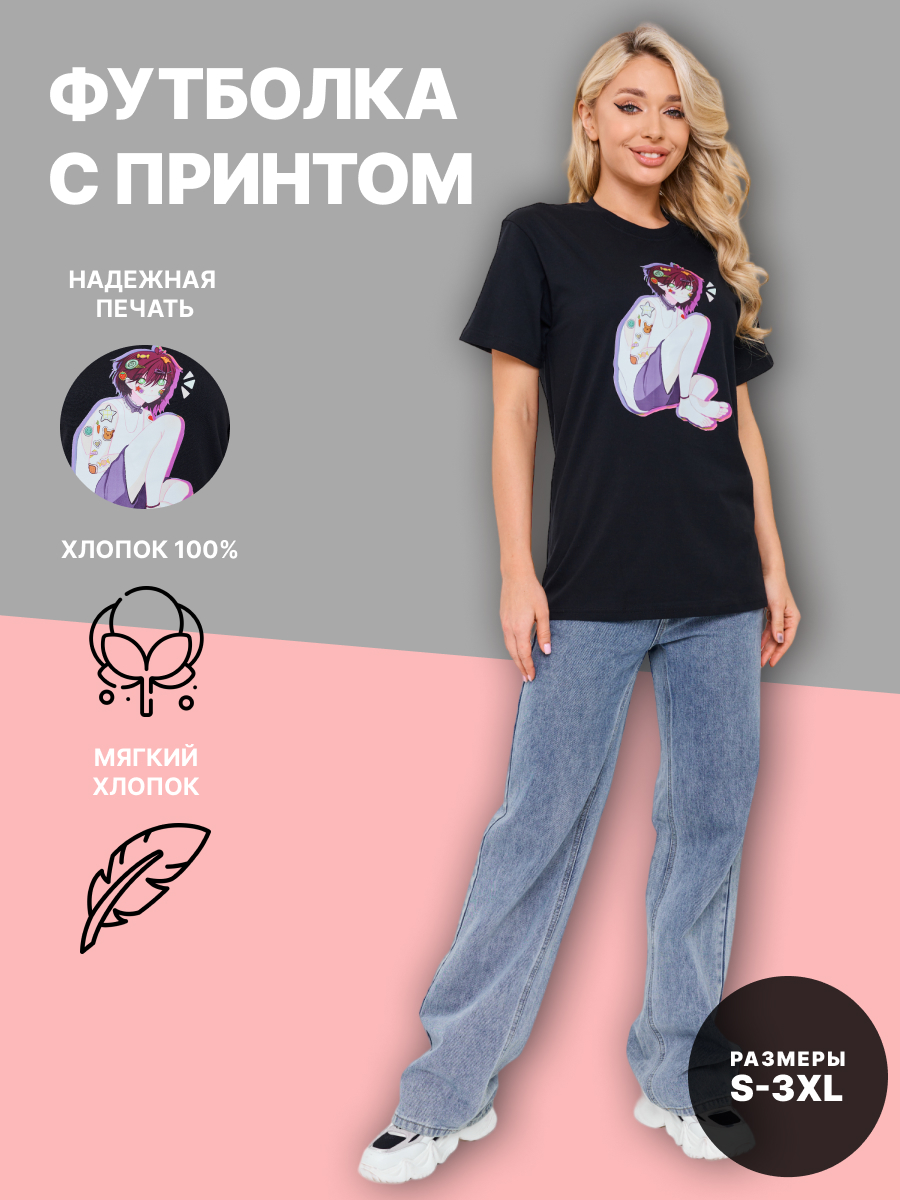 ФУТБОЛКА
С ПРИНТОМ
НАДЕЖНАЯ
ПЕЧАТЬ
ХЛОПОК 100%
МЯГКИЙ
ХЛОПОК
РАЗМЕРЫ
S-3XL